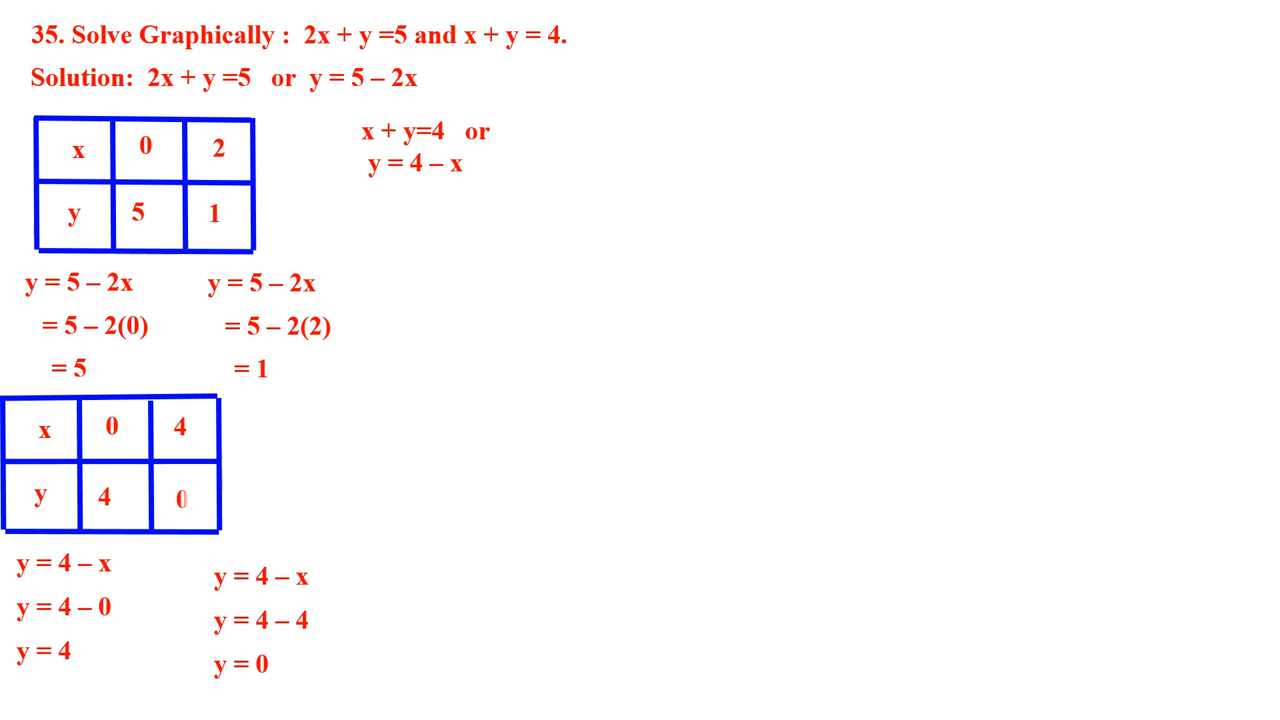 35. Solve Graphically :  2x + y =5 and x + y = 4.
Solution:  2x + y =5   or  y = 5 – 2x
x + y=4   or
y = 4 – x
x 0 2
y 5 1
y = 5 – 2x
= 5 – 2(0)
= 5
y = 5 – 2x
= 5 – 2(2)
= 1
x 0 4
y 4 0
y = 4 – x
y = 4 – 0
y = 4
y = 4 – x
y = 4 – 4
y = 0